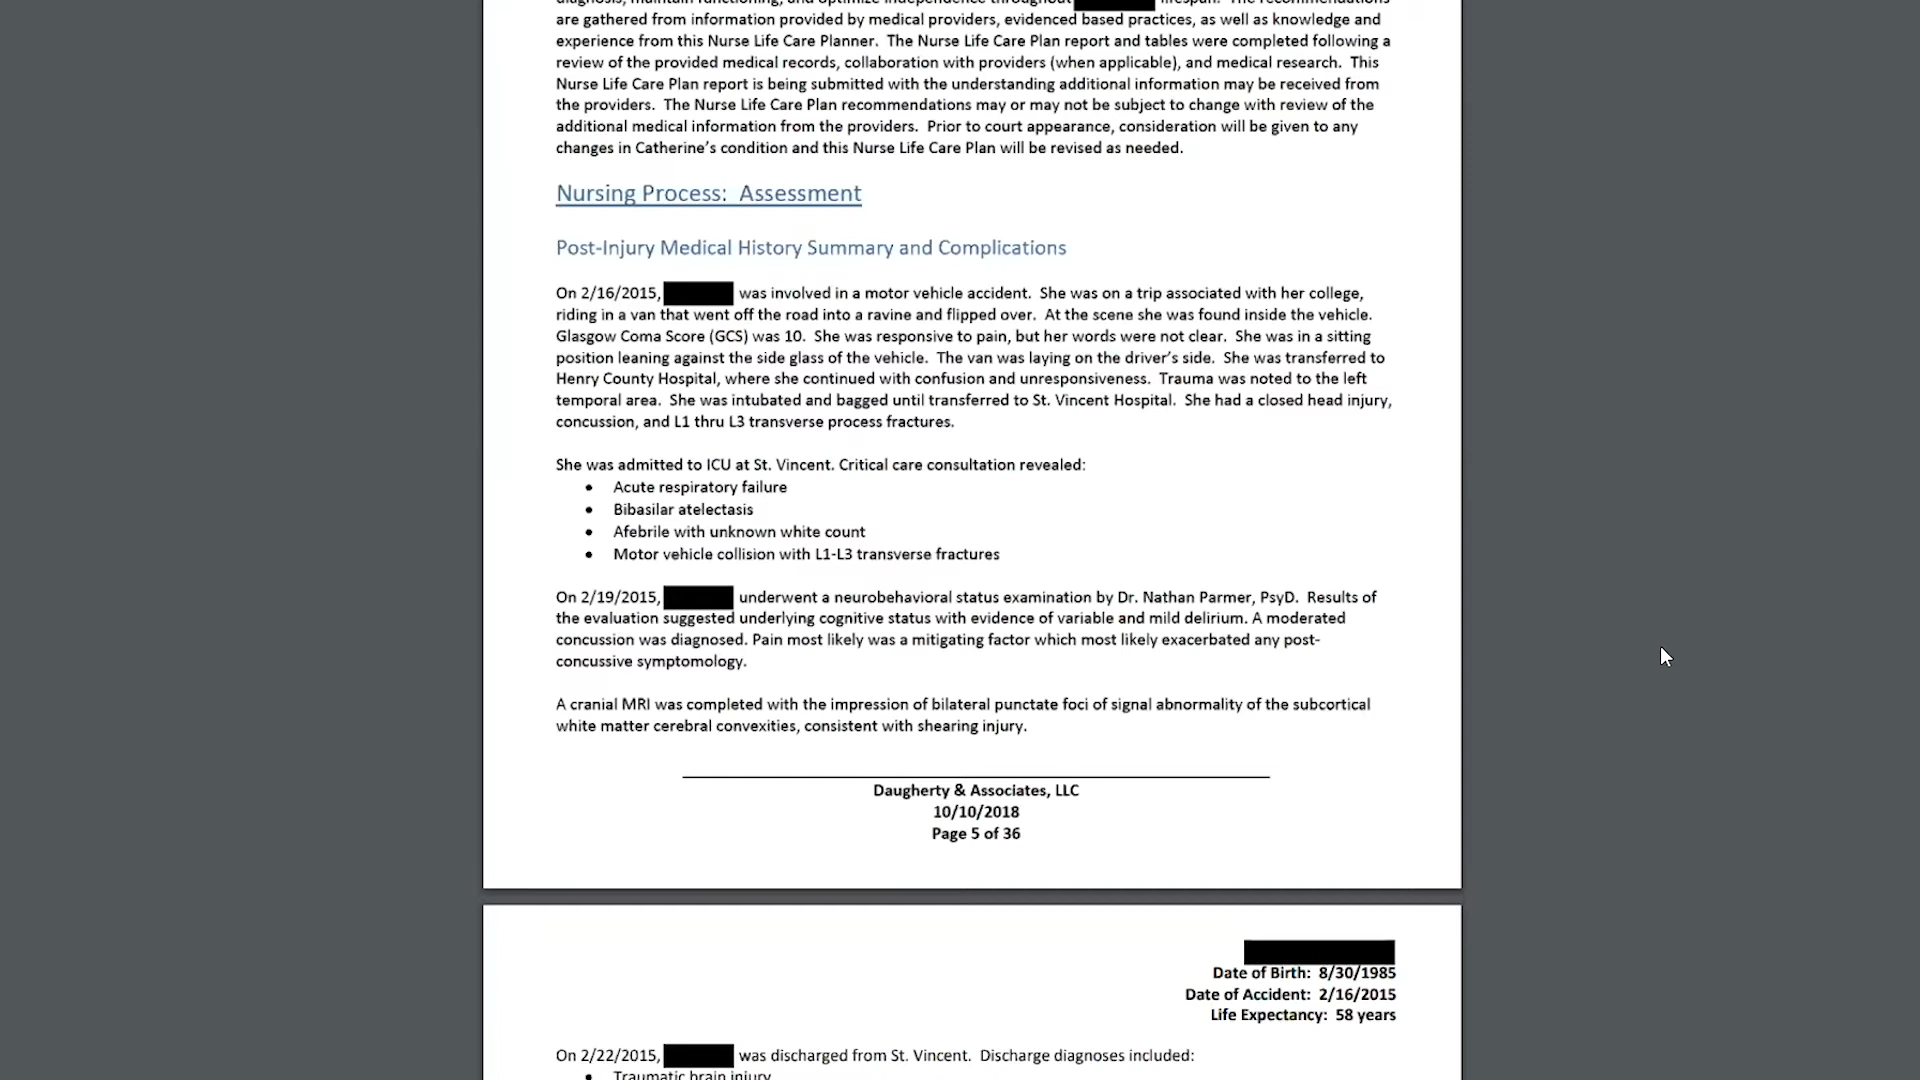 diagnosis, maintain functioning, and optimize independence throughout lifespan. The recommendations
are gathered from information provided by medical providers, evidenced based practices, as well as knowledge and
experience from this Nurse Life Care Planner. The Nurse Life Care Plan report and tables were completed following a
review of the provided medical records, collaboration with providers (when applicable), and medical research. This
Nurse Life Care Plan report is being submitted with the understanding additional information may be received from
the providers. The Nurse Life Care Plan recommendations may or may not be subject to change with review of the
additional medical information from the providers. Prior to court appearance, consideration will be given to any
changes in Catherine's condition and this Nurse Life Care Plan will be revised as needed.
Nursing Process: Assessment
Post-Injury Medical History Summary and Complications
On 2/16/2015, was involved in a motor vehicle accident. She was on a trip associated with her college,
riding in a van that went off the road into a ravine and flipped over. At the scene she was found inside the vehicle.
Glasgow Coma Score (GCS) was 10. She was responsive to pain, but her words were not clear. She was in a sitting
position leaning against the side glass of the vehicle. The van was laying on the driver's side. She was transferred to
Henry County Hospital, where she continued with confusion and unresponsiveness. Trauma was noted to the left
temporal area. She was intubated and bagged until transferred to St. Vincent Hospital. She had a closed head injury,
concussion, and L1 thru L3 transverse process fractures.
She was admitted to ICU at St. Vincent. Critical care consultation revealed:
• Acute respiratory failure
• Bibasilar atelectasis
• Afebrile with unknown white count
• Motor vehicle collision with L1-L3 transverse fractures
On 2/19/2015, underwent a neurobehavioral status examination by Dr. Nathan Parmer, PsyD. Results of
the evaluation suggested underlying cognitive status with evidence of variable and mild delirium. A moderated
concussion was diagnosed. Pain most likely was a mitigating factor which most likely exacerbated any post-
concussive symptomology.
A cranial MRI was completed with the impression of bilateral punctate foci of signal abnormality of the subcortical
white matter cerebral convexities, consistent with shearing injury.
Daugherty & Associates, LLC
10/10/2018
Page 5 of 36
Date of Birth: 8/30/1985
Date of Accident: 2/16/2015
Life Expectancy: 58 years
On 2/22/2015, was discharged from St. Vincent. Discharge diagnoses included:
• Traumatic brain injury